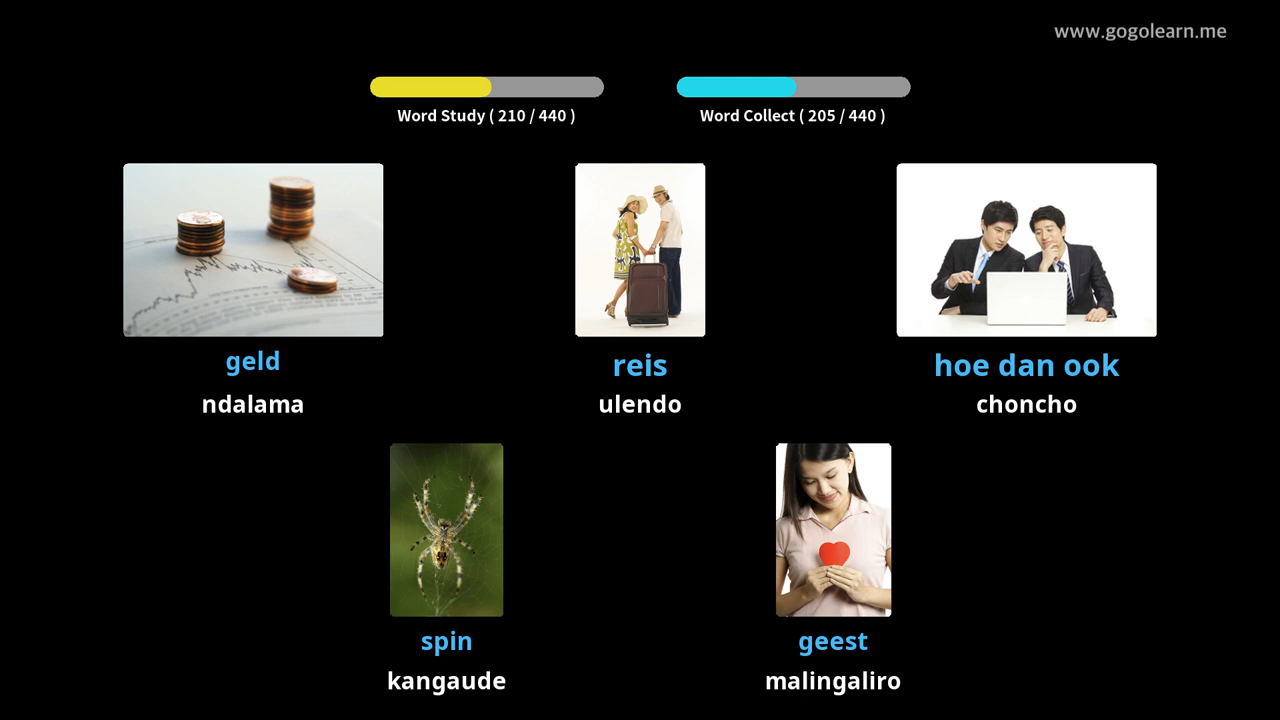 www.gogolearn.me
Word Study ( 210 / 440 )
Word Collect ( 205 / 440 )
geld
ndalama
reis
ulendo
hoe dan ook
choncho
spin
kangaude
geest
malingaliro